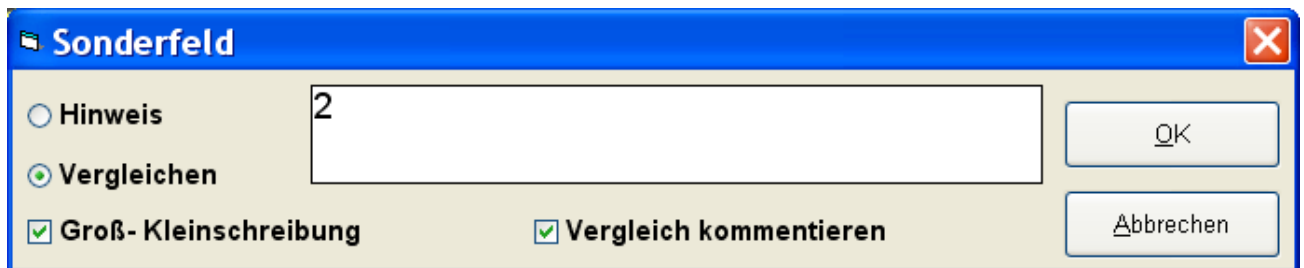 Sonderfeld
Hinweis
2
OK
Vergleichen
Groß- Kleinschreibung
Vergleich kommentieren
Abbrechen